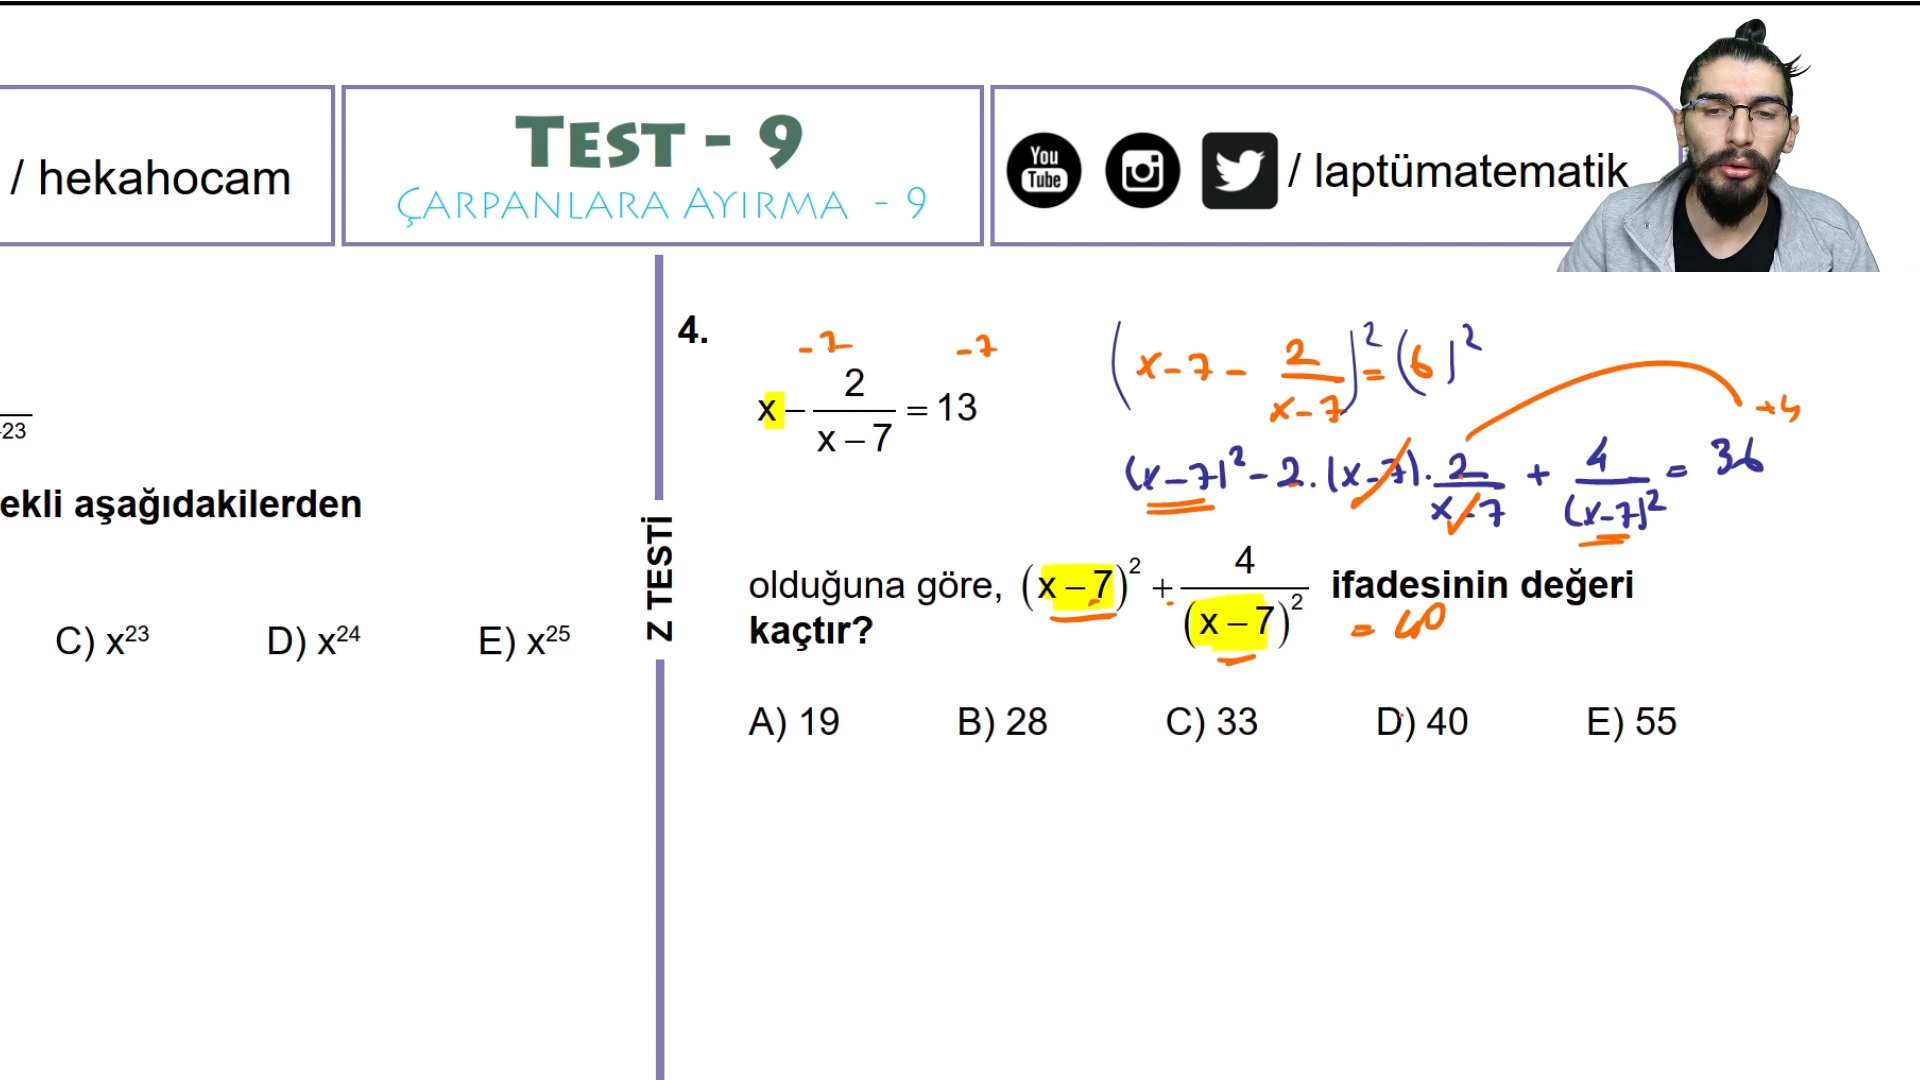 / hekahocam
TEST - 9
ÇARPANLARA AYIRMA - 9
You
Tube
/ laptümatematik
23
ekli aşağıdakilerden
C) x²³ D) x²⁴ E) x²⁵
Z TESTİ
4.
-7 -7
x - 2/(x - 7) = 13
(x - 7 - 2/(x - 7))² = (6)²
+4
(x - 7)² - 2 . (x - 7) . 2/(x - 7) + 4/(x - 7)² = 36
olduğuna göre, (x - 7)² + 4/(x - 7)² ifadesinin değeri
kaçtır?
= 40
A) 19 B) 28 C) 33 D) 40 E) 55